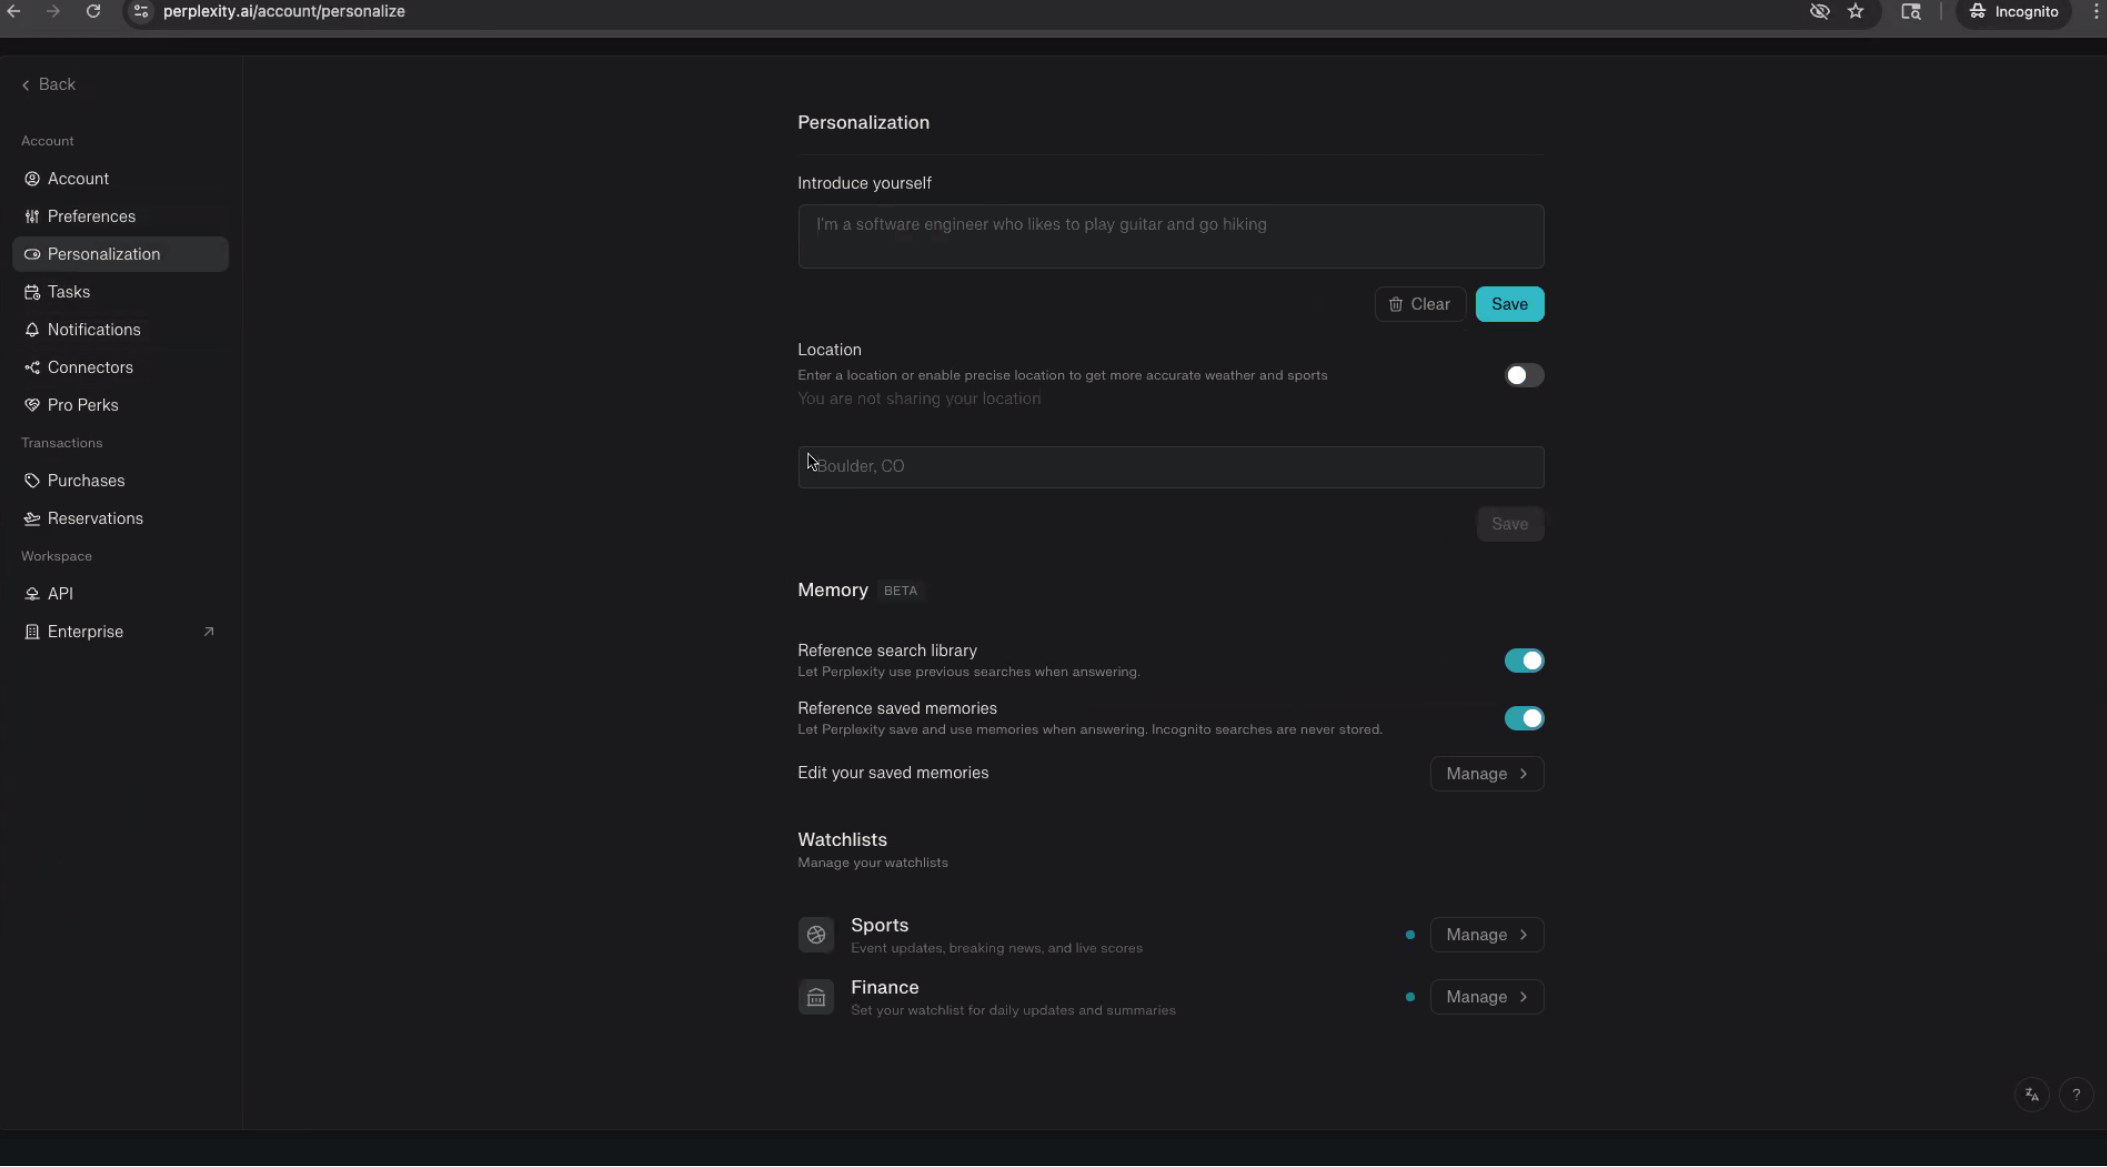 perplexity.ai/account/personalize
Incognito
Back
Account
Account
Preferences
Personalization
Tasks
Notifications
Connectors
Pro Perks
Transactions
Purchases
Reservations
Workspace
API
Enterprise
Personalization
Introduce yourself
I'm a software engineer who likes to play guitar and go hiking
Clear
Save
Location
Enter a location or enable precise location to get more accurate weather and sports
You are not sharing your location
Boulder, CO
Save
Memory BETA
Reference search library
Let Perplexity use previous searches when answering.
Reference saved memories
Let Perplexity save and use memories when answering. Incognito searches are never stored.
Edit your saved memories
Manage
Watchlists
Manage your watchlists
Sports
Event updates, breaking news, and live scores
Manage
Finance
Set your watchlist for daily updates and summaries
Manage
?